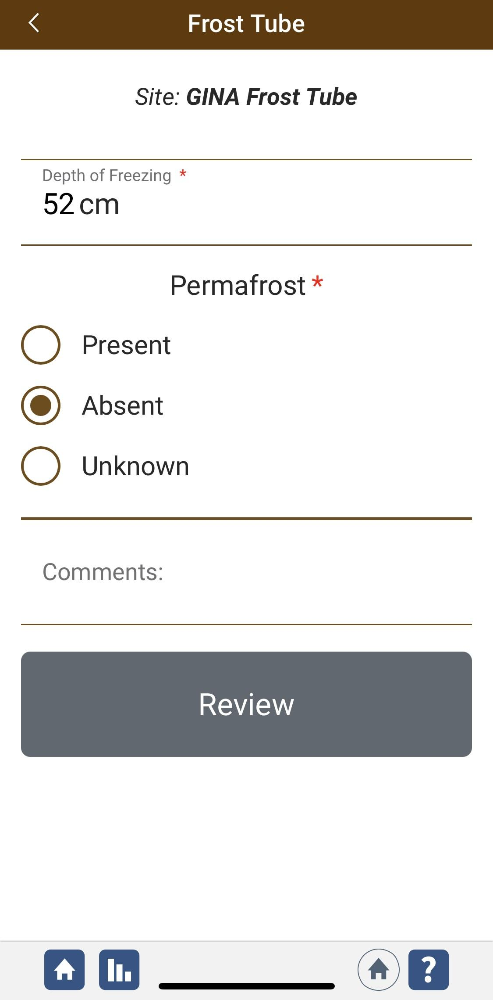 Frost Tube
Site: GINA Frost Tube
Depth of Freezing *
52 cm
Permafrost *
Present
Absent
Unknown
Comments:
Review
?